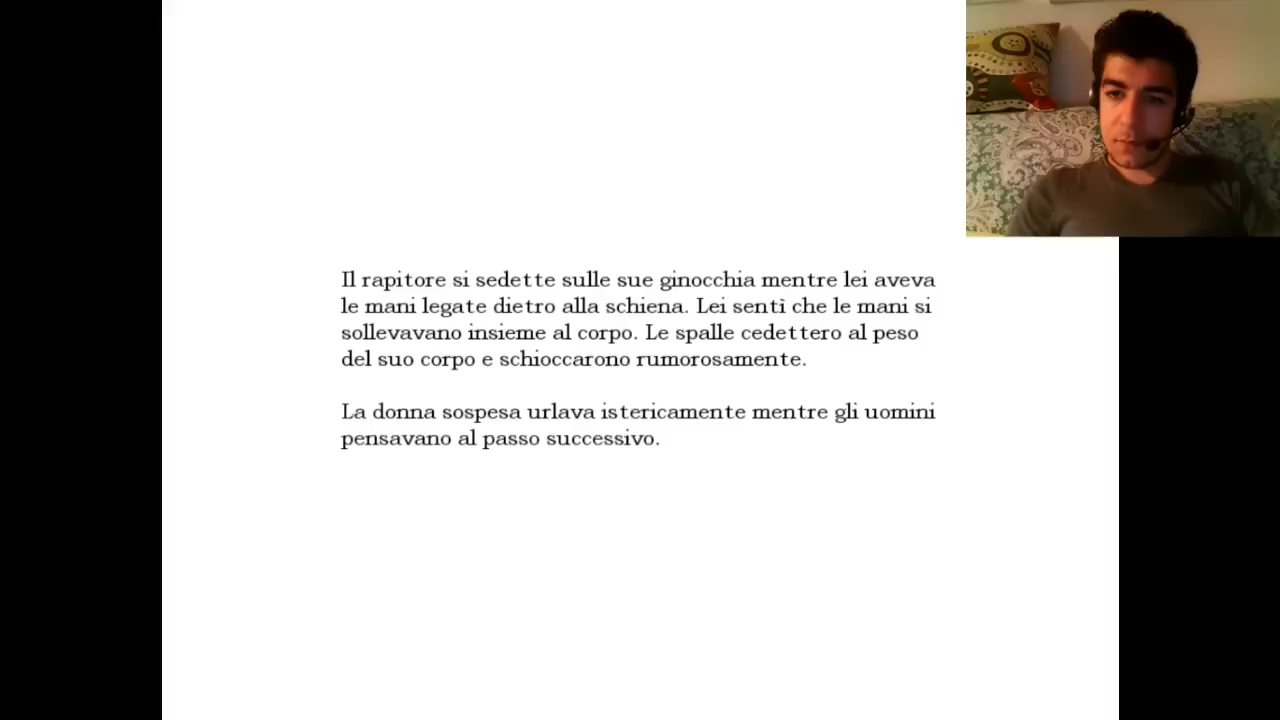 Il rapitore si sedette sulle sue ginocchia mentre lei aveva
le mani legate dietro alla schiena. Lei sentì che le mani si
sollevavano insieme al corpo. Le spalle cedettero al peso
del suo corpo e schioccarono rumorosamente.
La donna sospesa urlava istericamente mentre gli uomini
pensavano al passo successivo.